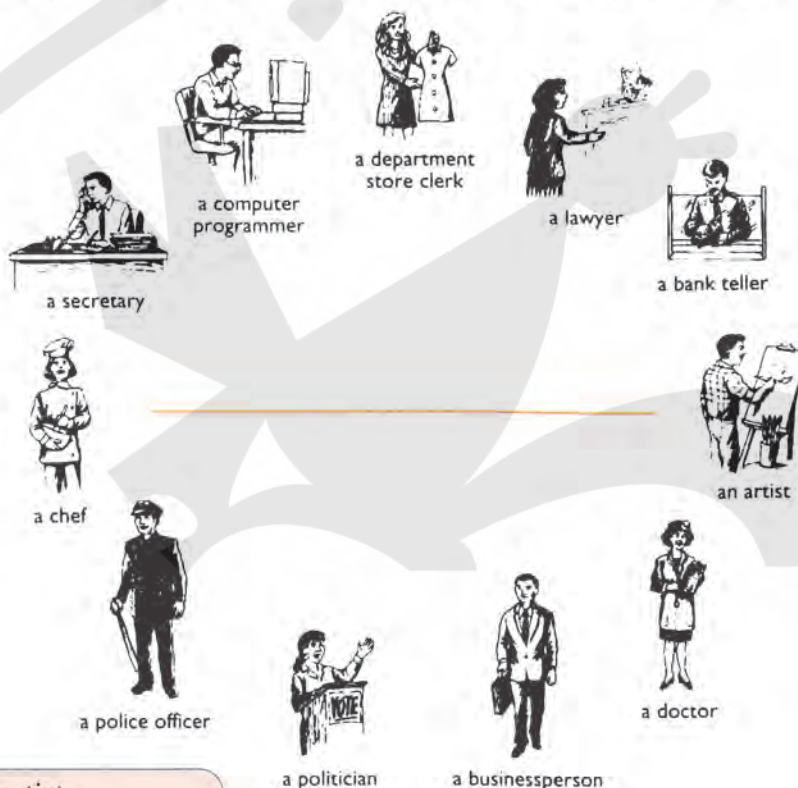 a department
store clerk
a computer
programmer
a lawyer
a secretary
a bank teller
a chef
an artist
a police officer
VOTE
a doctor
a politician
a businessperson